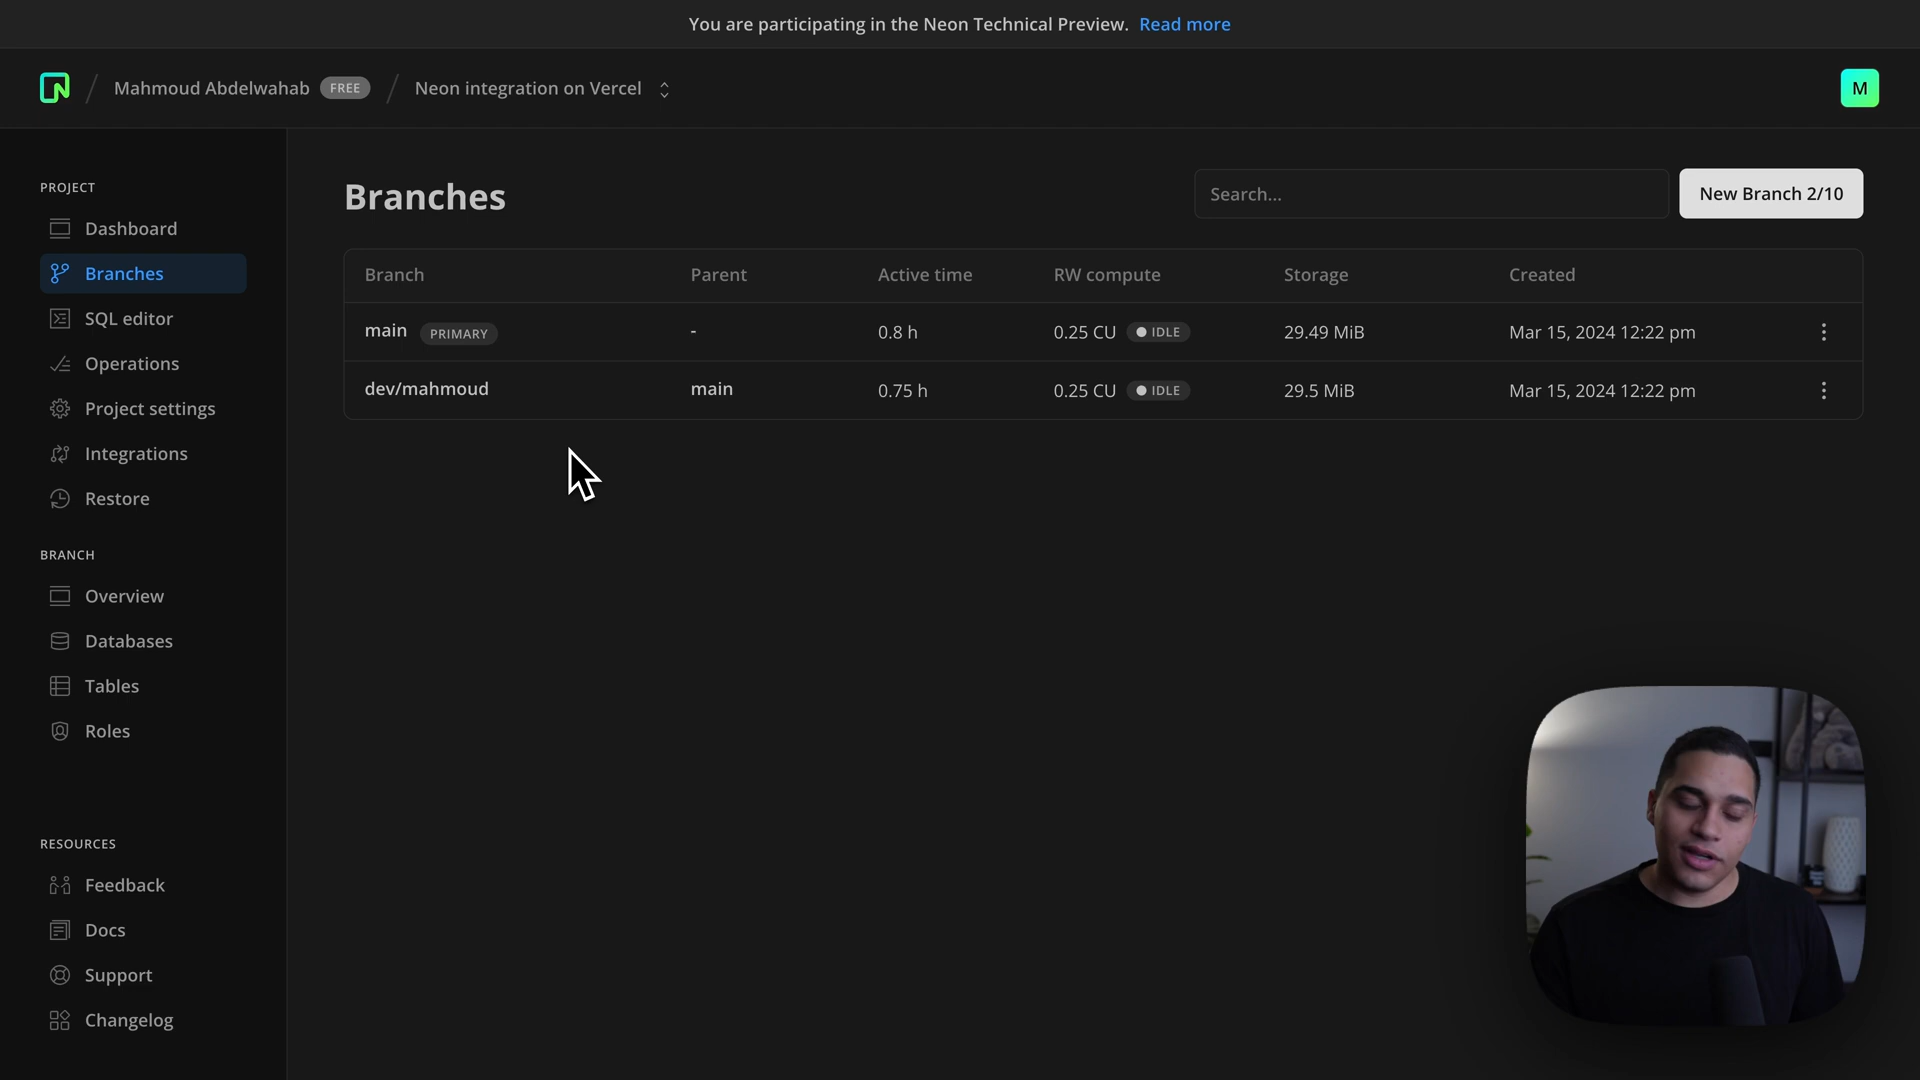 You are participating in the Neon Technical Preview. Read more
Mahmoud Abdelwahab FREE Neon integration on Vercel
M
PROJECT
Dashboard
Branches
SQL editor
Operations
Project settings
Integrations
Restore
BRANCH
Overview
Databases
Tables
Roles
RESOURCES
Feedback
Docs
Support
Changelog
Branches
Search...
New Branch 2/10
Branch Parent Active time RW compute Storage Created
main PRIMARY - 0.8 h 0.25 CU IDLE 29.49 MiB Mar 15, 2024 12:22 pm
dev/mahmoud main 0.75 h 0.25 CU IDLE 29.5 MiB Mar 15, 2024 12:22 pm